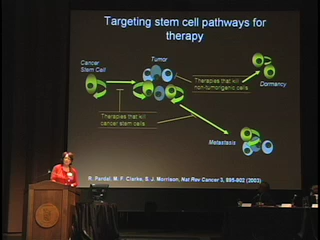 Targeting stem cell pathways for
therapy
Cancer
Stem Cell
Tumor
Therapies that kill
non-tumorigenic cells
Dormancy
Therapies that kill
cancer stem cells
Metastasis
R. Pardal, M. F. Clarke, S. J. Morrison, Nat Rev Cancer 3, 895-902 (2003)